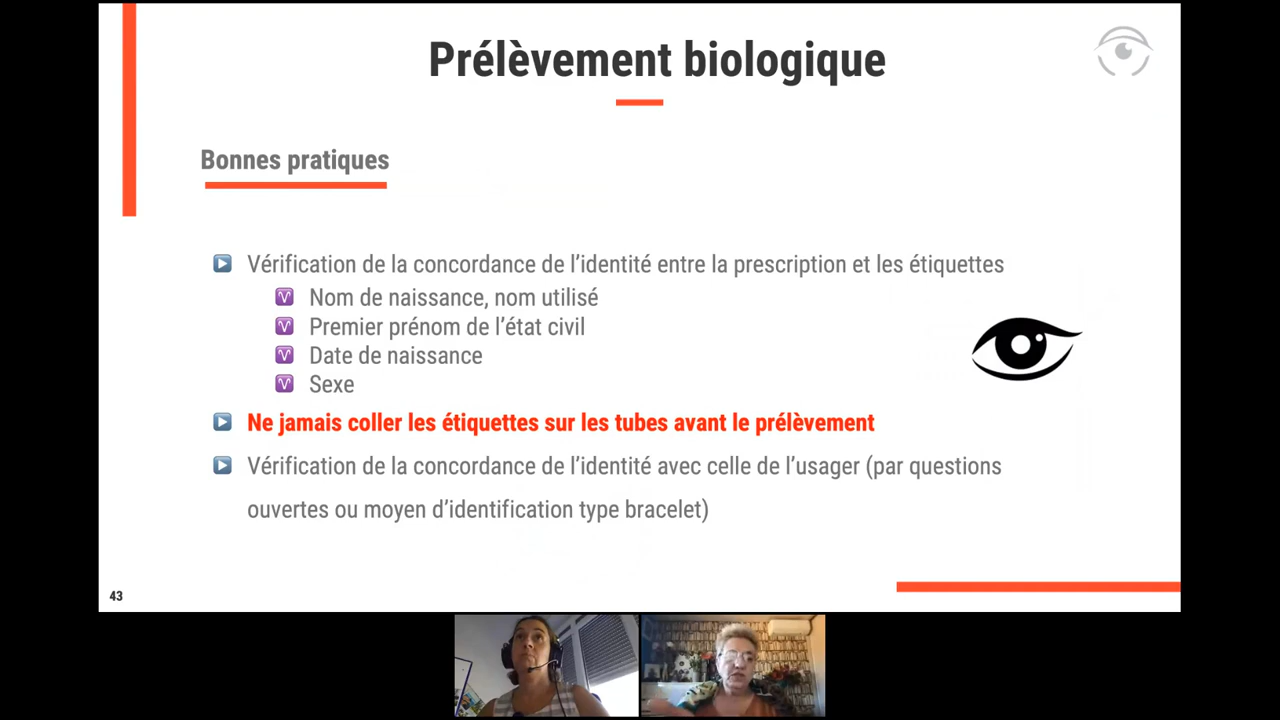 Prélèvement biologique
Bonnes pratiques
Vérification de la concordance de l’identité entre la prescription et les étiquettes
Nom de naissance, nom utilisé
Premier prénom de l’état civil
Date de naissance
Sexe
Ne jamais coller les étiquettes sur les tubes avant le prélèvement
Vérification de la concordance de l’identité avec celle de l’usager (par questions
ouvertes ou moyen d’identification type bracelet)
43